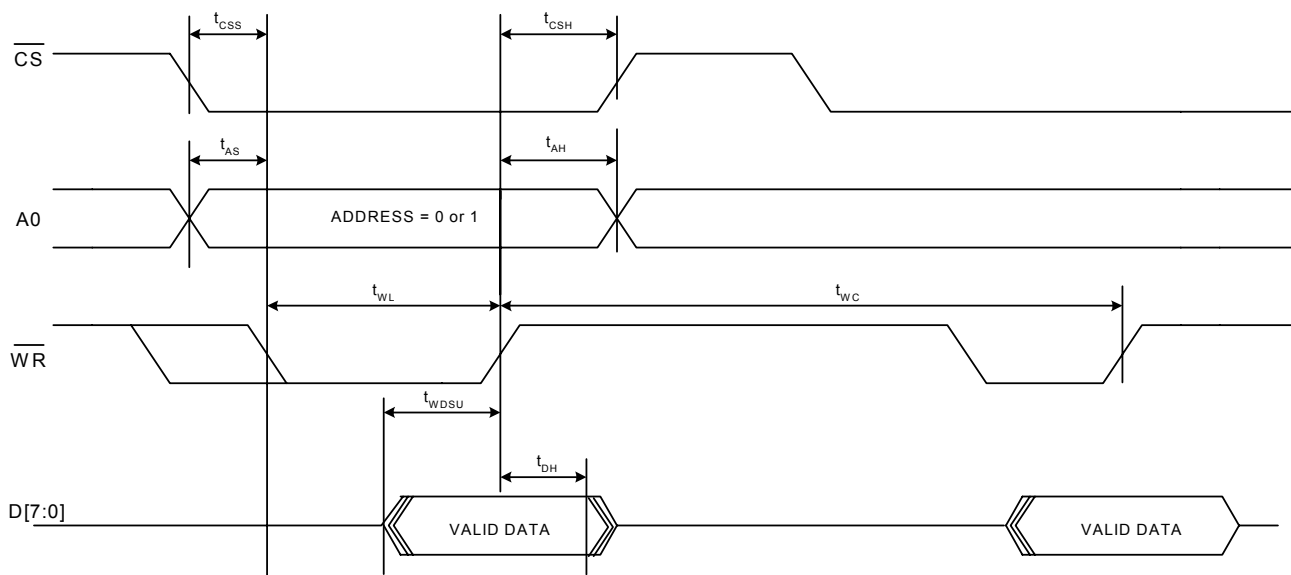 tCSS
tCSH
CS
tAS
tAH
A0
ADDRESS = 0 or 1
tWL
tWC
WR
tWDSU
tDH
D[7:0]
VALID DATA
VALID DATA